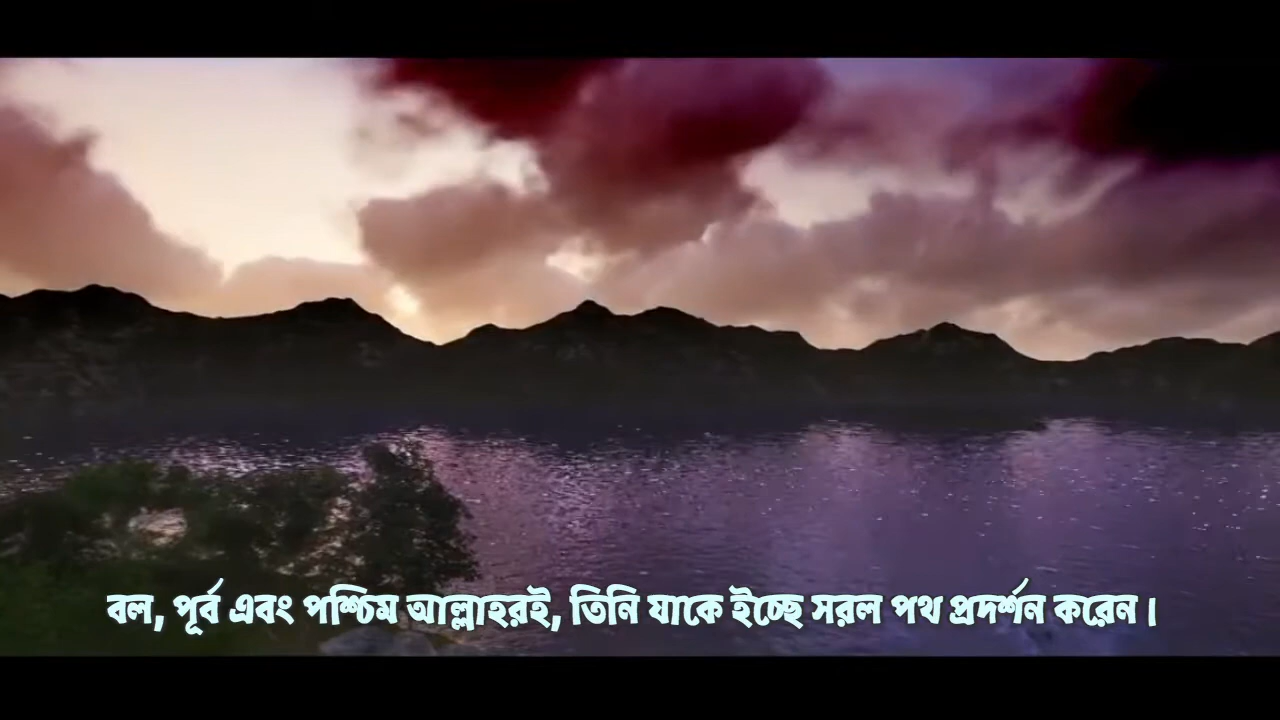 বল, পূর্ব এবং পশ্চিম আল্লাহরই, তিনি যাকে ইচ্ছে সরল পথ প্রদর্শন করেন।